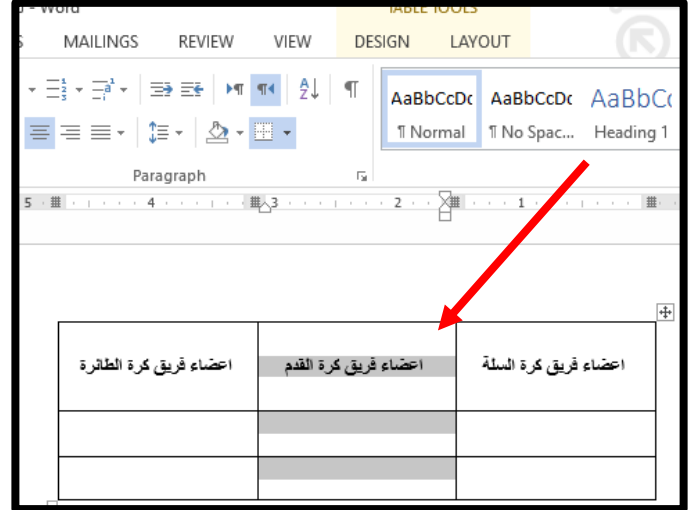 - Word
TABLE TOOLS
S MAILINGS REVIEW VIEW DESIGN LAYOUT
AaBbCcDc AaBbCcDc AaBbCc
¶ Normal ¶ No Spac... Heading 1
Paragraph
5 4 3 2 1
اعضاء فريق كرة السلة اعضاء فريق كرة القدم اعضاء فريق كرة الطائرة